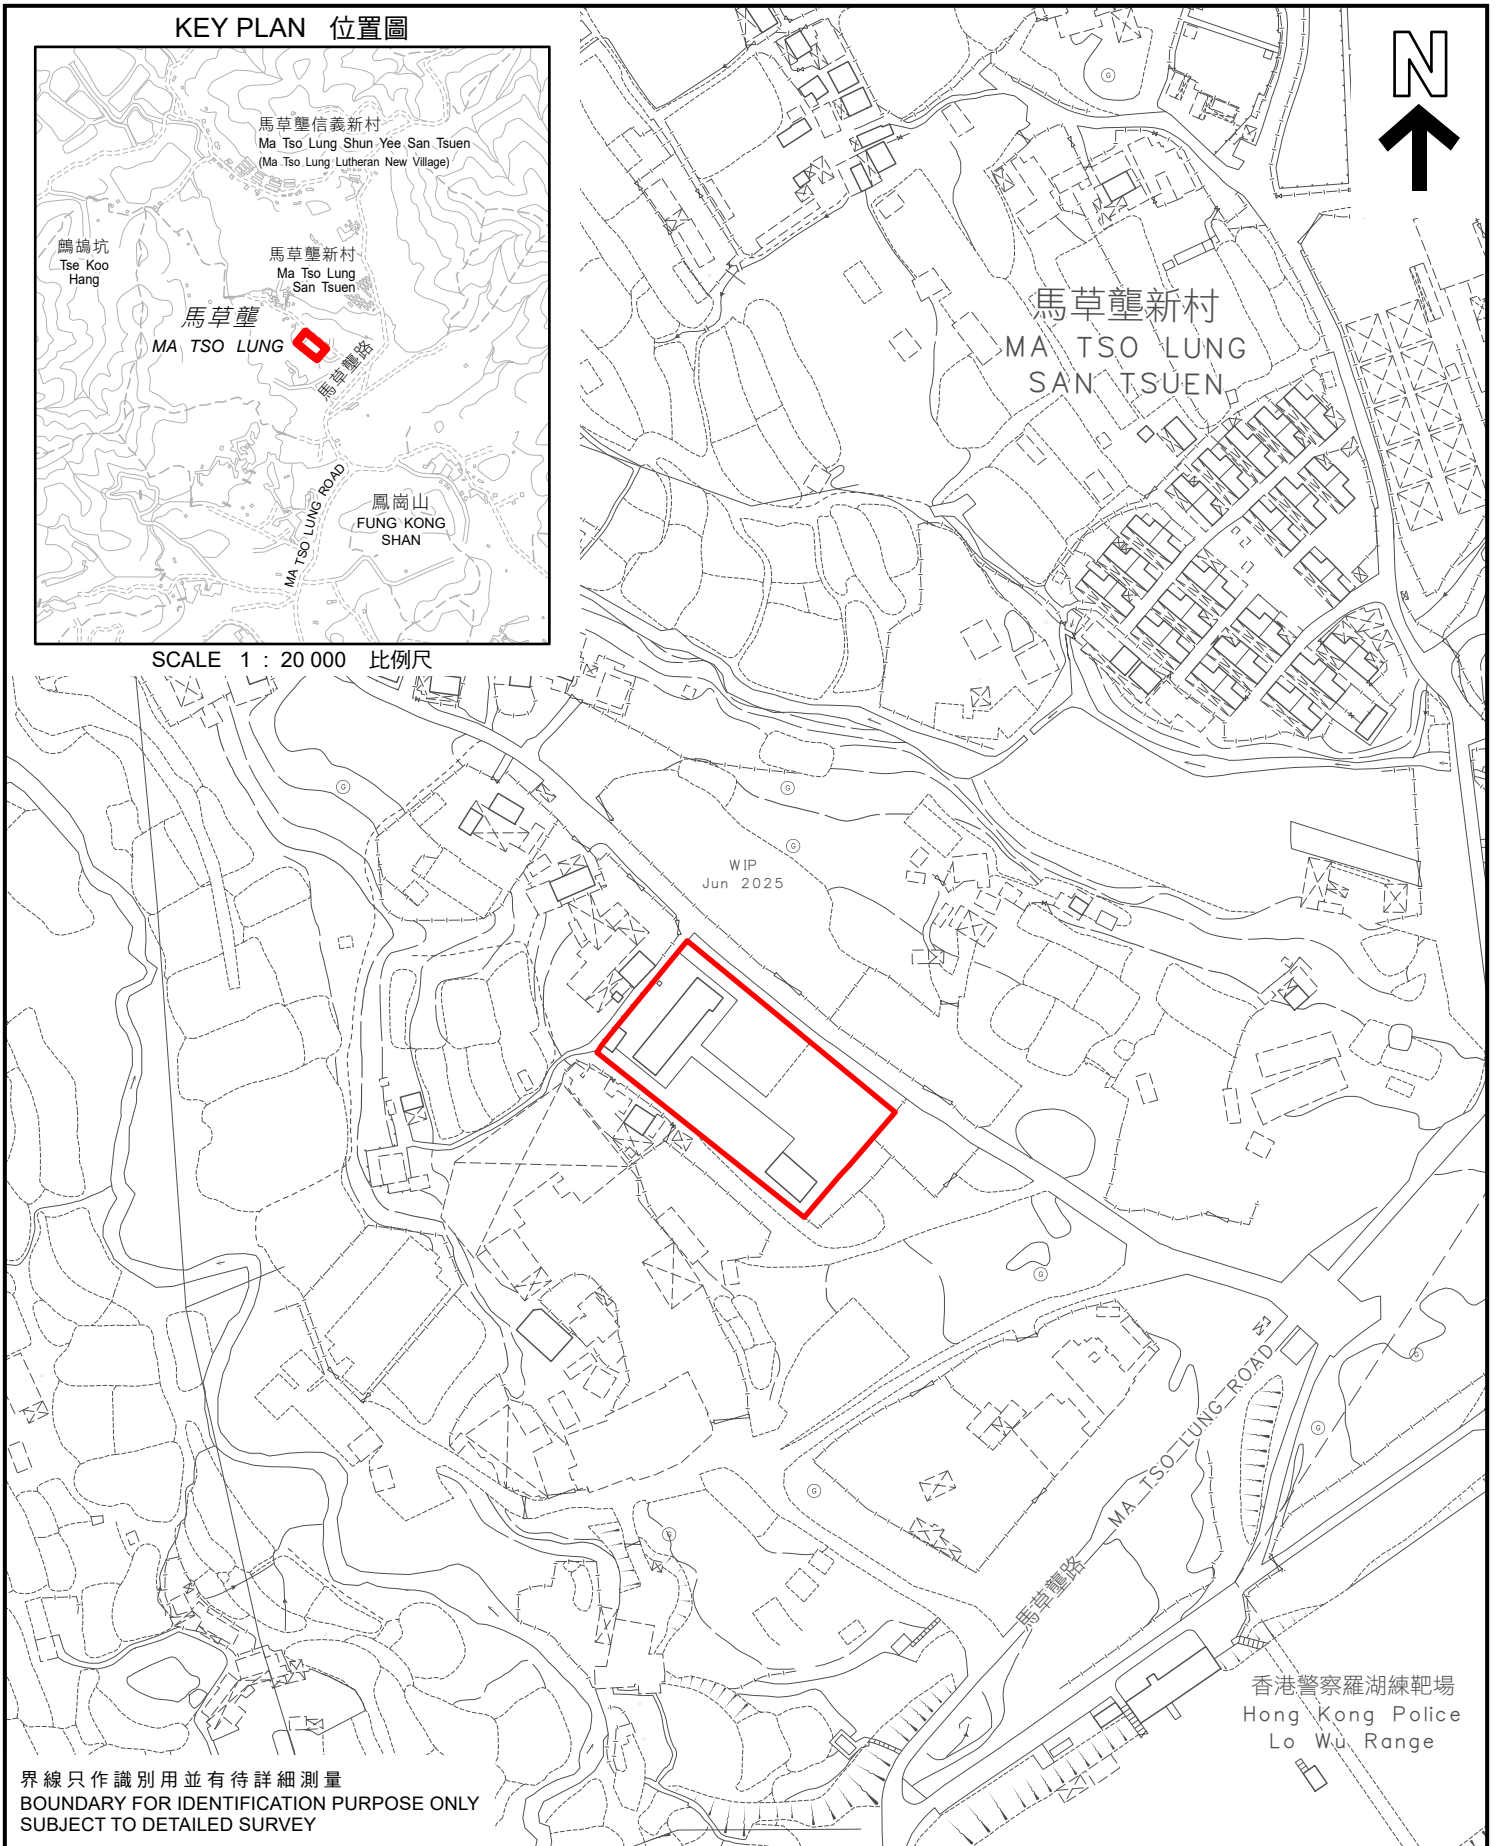 KEY PLAN 位置圖
N
馬草壟信義新村
Ma Tso Lung Shun Yee San Tsuen
(Ma Tso Lung Lutheran New Village)
鷓鴣坑
Tse Koo
Hang
馬草壟新村
Ma Tso Lung
San Tsuen
馬草壟
MA TSO LUNG
馬草壟路
MA TSO LUNG ROAD
鳳崗山
FUNG KONG
SHAN
SCALE 1 : 20 000 比例尺
G
馬草壟新村
MA TSO LUNG
SAN TSUEN
G
G
G
WIP
Jun 2025
G
G
G
G
G
馬草壟路
MA TSO LUNG ROAD
香港警察羅湖練靶場
Hong Kong Police
Lo Wu Range
界線只作識別用並有待詳細測量
BOUNDARY FOR IDENTIFICATION PURPOSE ONLY
SUBJECT TO DETAILED SURVEY